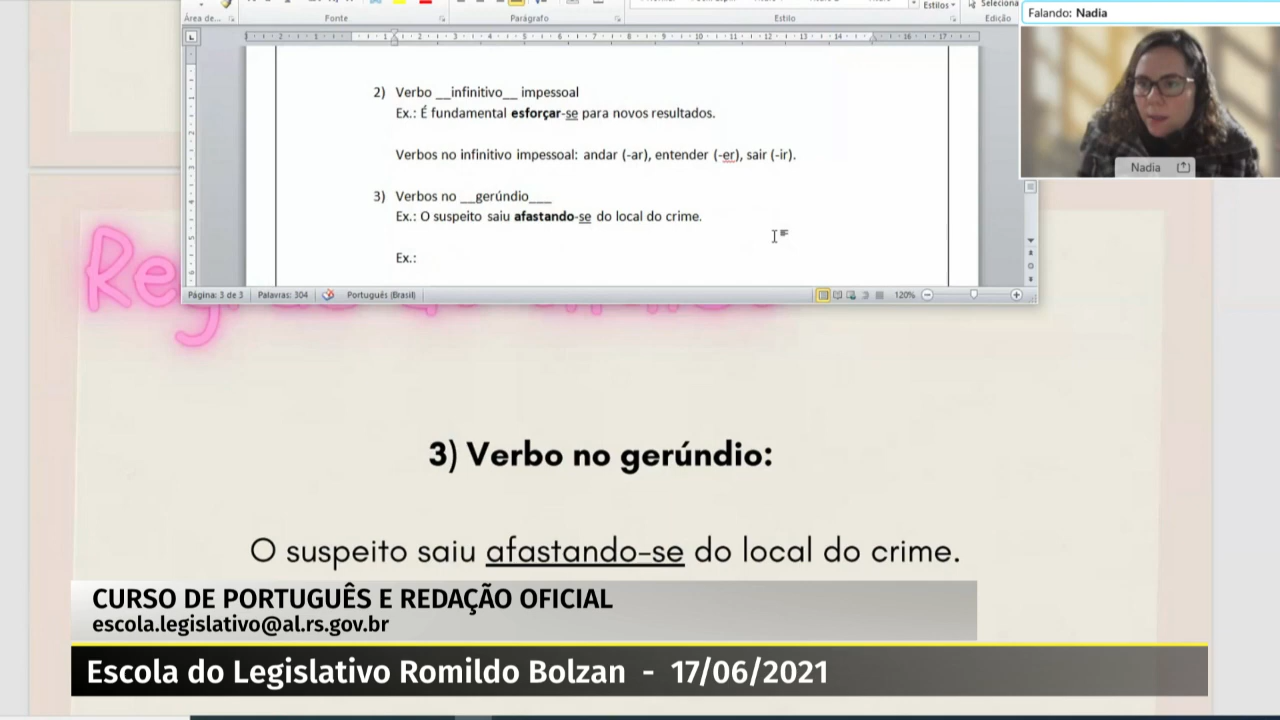 Área de...
Fonte
Parágrafo
Estilo
Estilos
Seleciona
Edição
Falando: Nadia
Nadia
2) Verbo __infinitivo__ impessoal
Ex.: É fundamental esforçar-se para novos resultados.
Verbos no infinitivo impessoal: andar (-ar), entender (-er), sair (-ir).
3) Verbos no __gerúndio___
Ex.: O suspeito saiu afastando-se do local do crime.
Ex.:
Página: 3 de 3
Palavras: 304
Português (Brasil)
120%
3) Verbo no gerúndio:
O suspeito saiu afastando-se do local do crime.
CURSO DE PORTUGUÊS E REDAÇÃO OFICIAL
escola.legislativo@al.rs.gov.br
Escola do Legislativo Romildo Bolzan - 17/06/2021